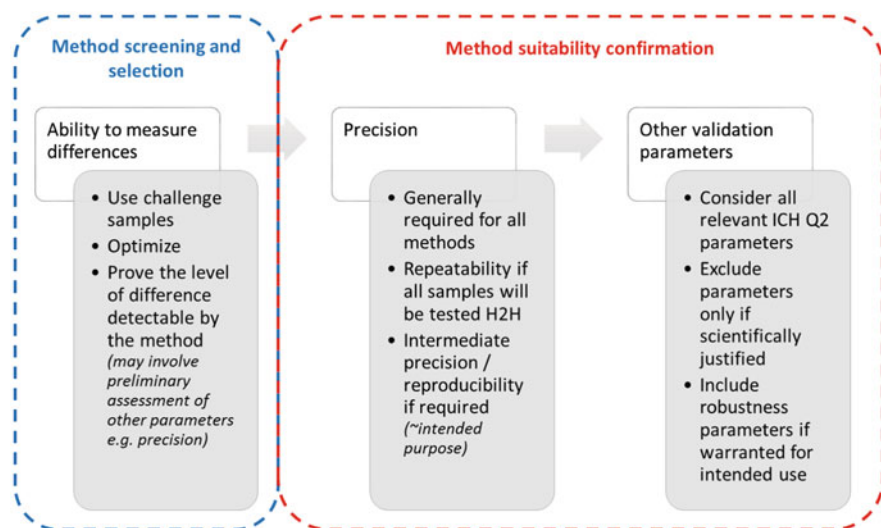 Method screening and
selection
Method suitability confirmation
Ability to measure
differences
• Use challenge
samples
• Optimize
• Prove the level
of difference
detectable by
the method
(may involve
preliminary
assessment of
other parameters
e.g. precision)
Precision
• Generally
required for all
methods
• Repeatability if
all samples will
be tested H2H
• Intermediate
precision /
reproducibility
if required
(~intended
purpose)
Other validation
parameters
• Consider all
relevant ICH Q2
parameters
• Exclude
parameters
only if
scientifically
justified
• Include
robustness
parameters if
warranted for
intended use